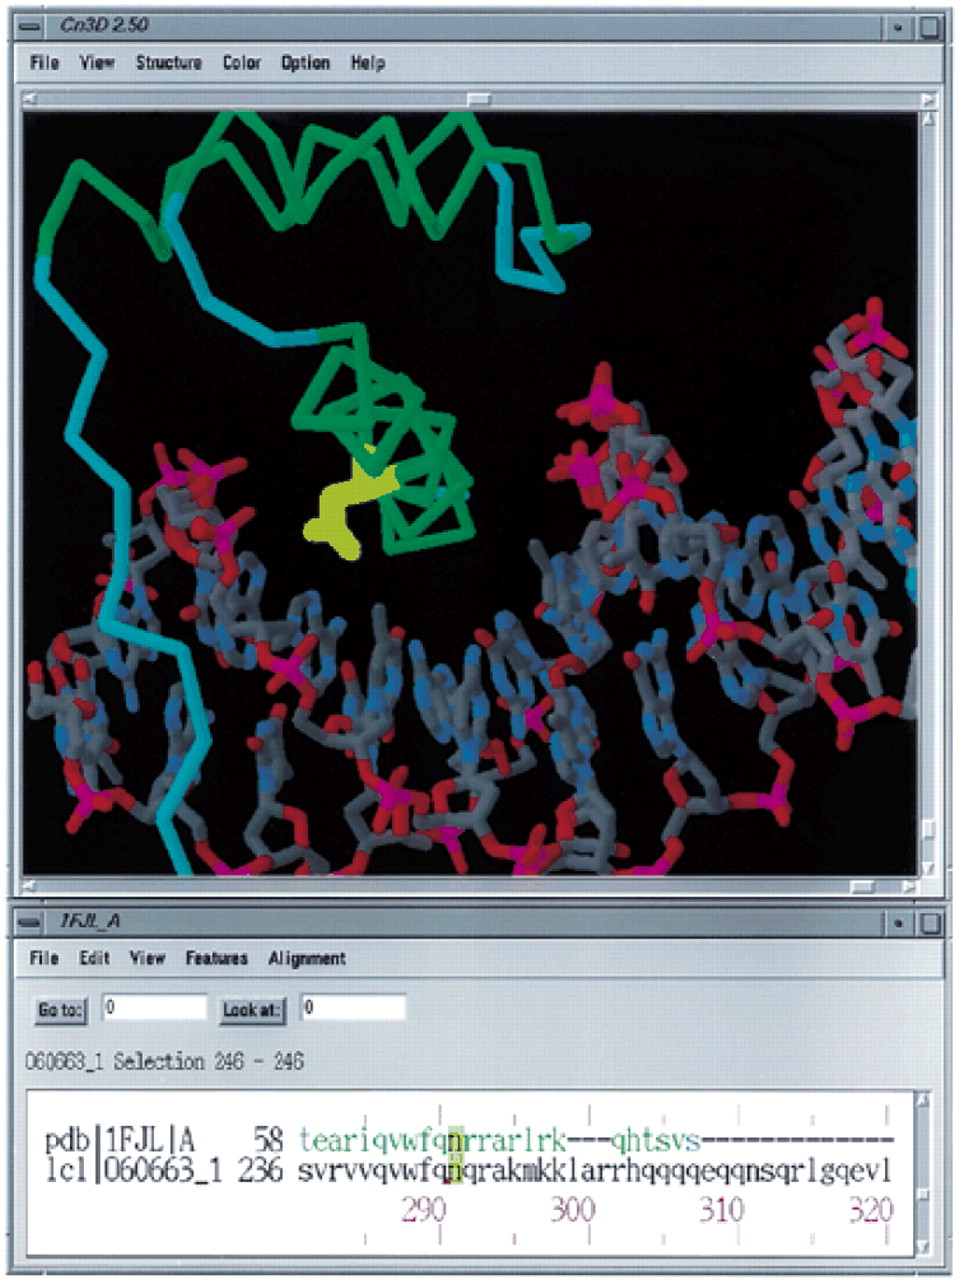 Cn3D 2.50
File View Structure Color Option Help
1FJL_A
File Edit View Features Alignment
Go to: 0 Look at: 0
060663_1 Selection 246 - 246
pdb|1FJL|A 58 teariqvwfqnrrarlrk---qhtsvs-------------
lcl|060663_1 236 svrvvqvwfqnqrakmkklarrhqqqqeqqnsqrlgqevl
290 300 310 320